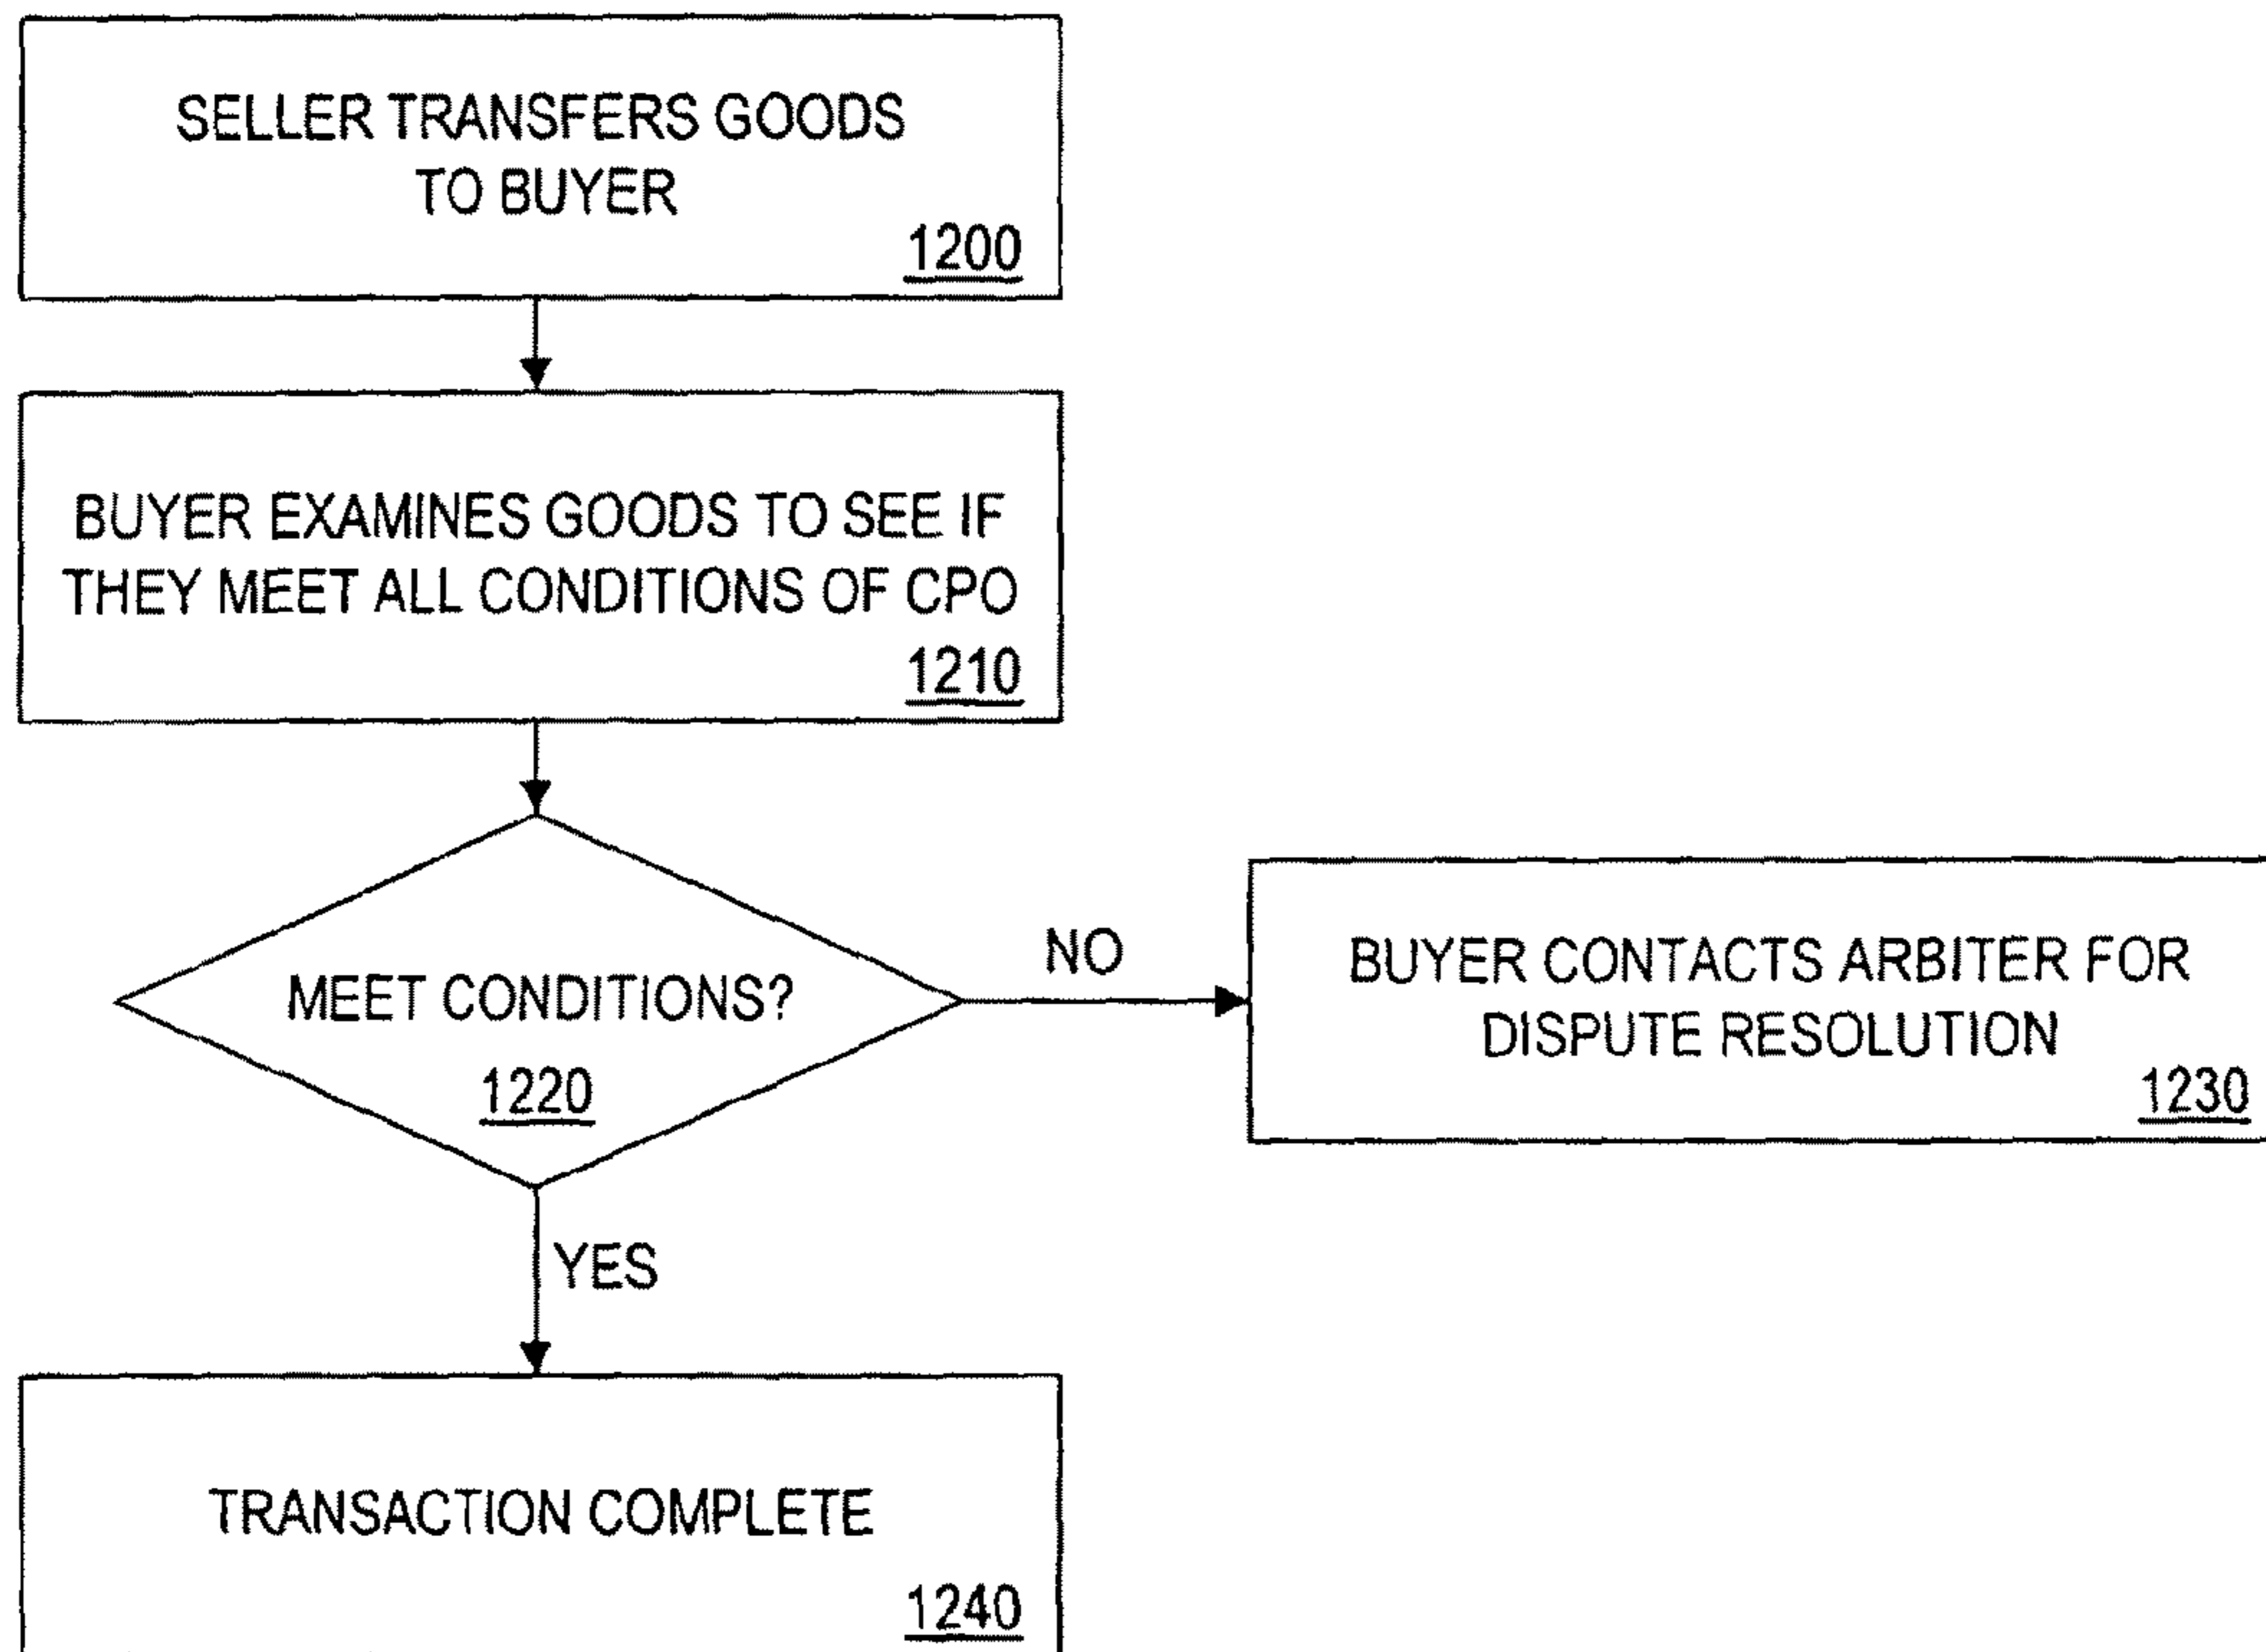 SELLER TRANSFERS GOODS
TO BUYER
1200
BUYER EXAMINES GOODS TO SEE IF
THEY MEET ALL CONDITIONS OF CPO
1210
MEET CONDITIONS?
1220
NO
BUYER CONTACTS ARBITER FOR
DISPUTE RESOLUTION
1230
YES
TRANSACTION COMPLETE
1240